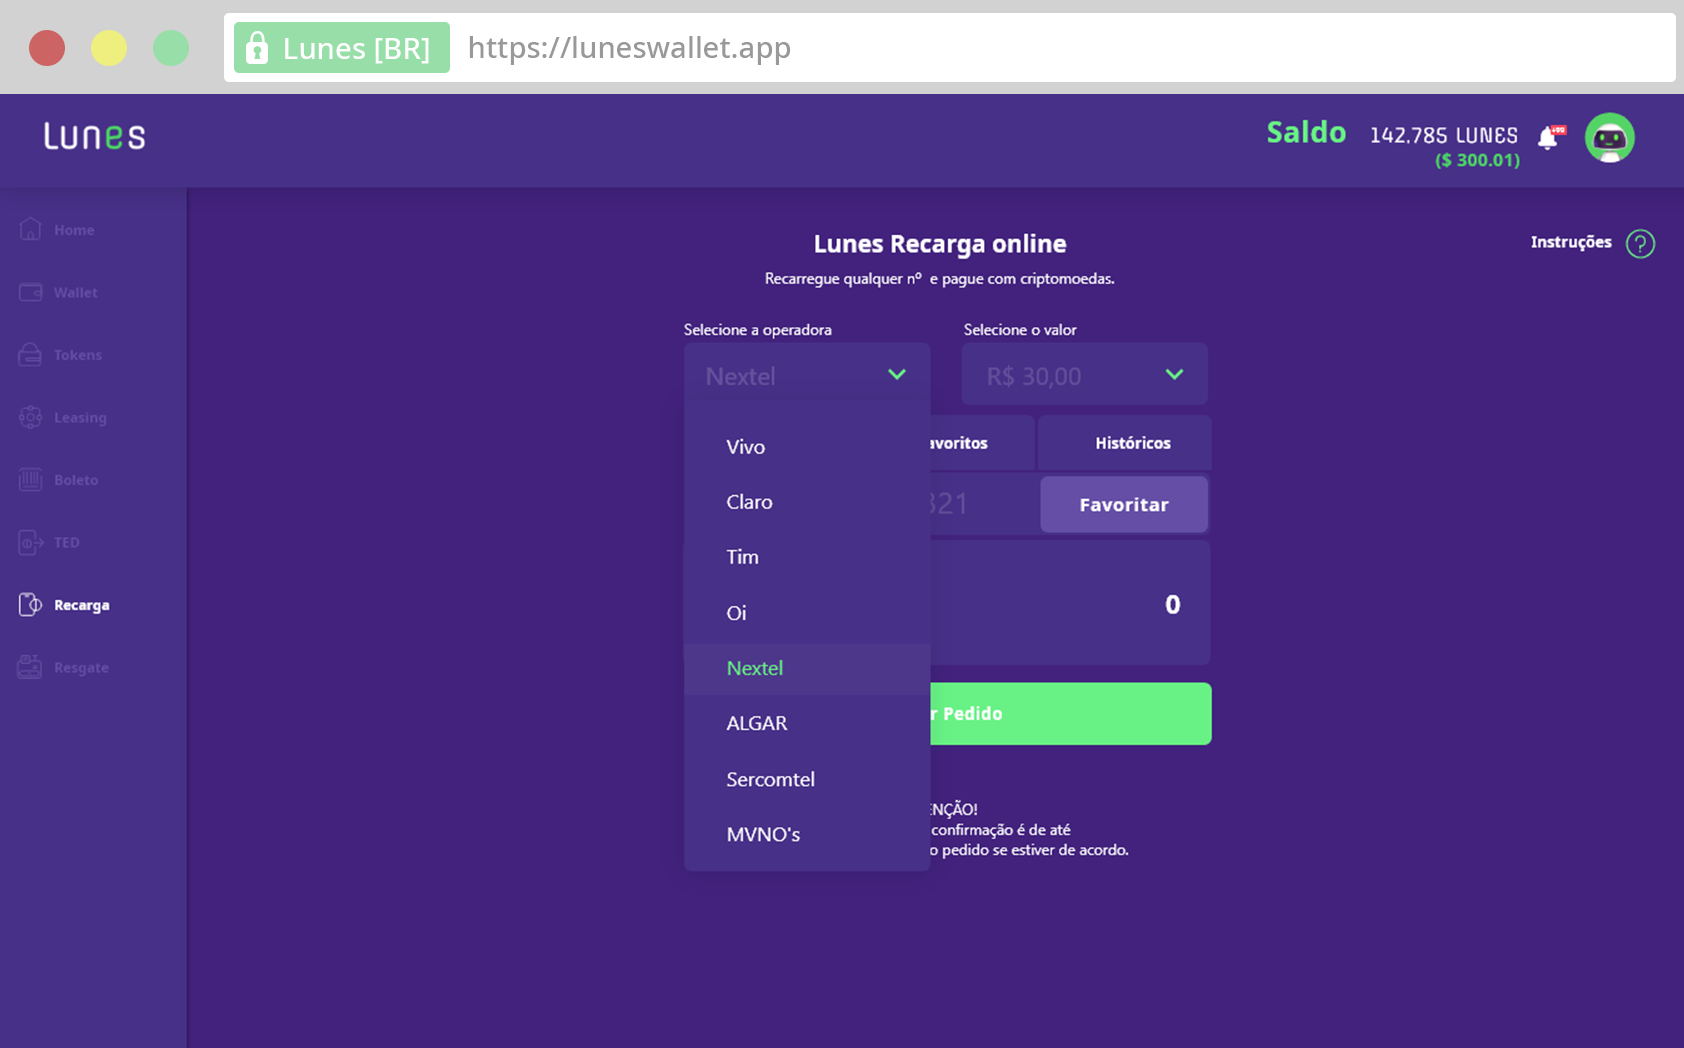 Lunes [BR] https://luneswallet.app
Lunes
Saldo 142.785 LUNES
($ 300.01)
+99
Home
Wallet
Tokens
Leasing
Boleto
TED
Recarga
Resgate
Lunes Recarga online
Instruções ?
Recarregue qualquer nº e pague com criptomoedas.
Selecione a operadora Selecione o valor
Nextel R$ 30,00
Vivo
Claro
Tim
Oi
Nextel
ALGAR
Sercomtel
MVNO's
avoritos Históricos
321 Favoritar
0
r Pedido
ENÇÃO!
confirmação é de até
o pedido se estiver de acordo.